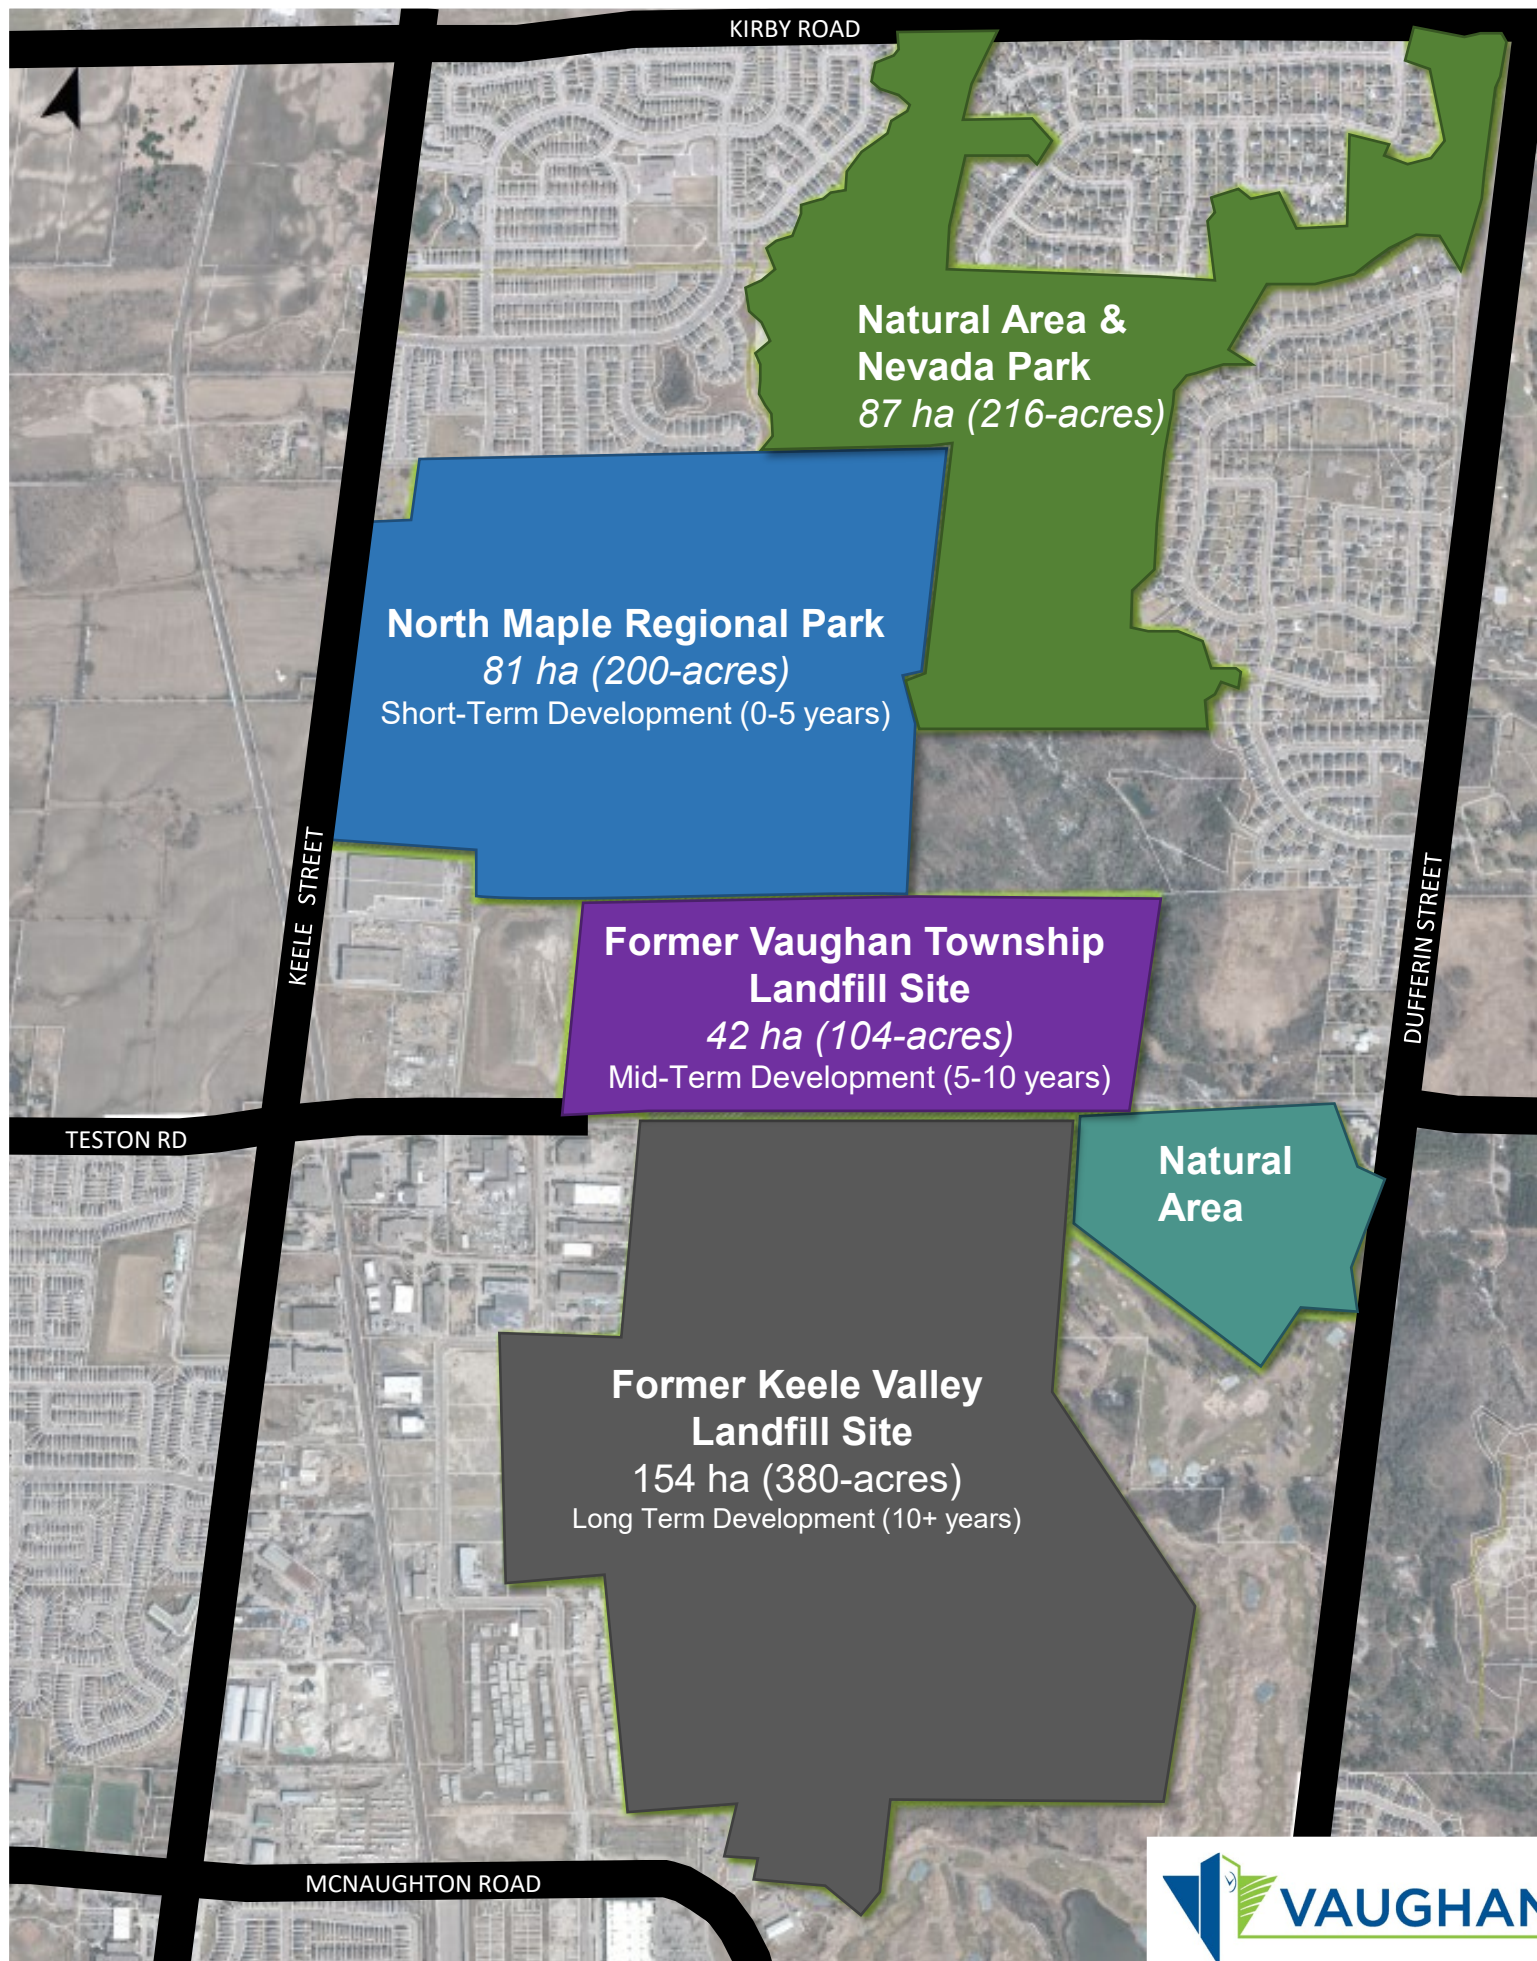 KIRBY ROAD
Natural Area &
Nevada Park
87 ha (216-acres)
North Maple Regional Park
81 ha (200-acres)
Short-Term Development (0-5 years)
KEELE STREET
DUFFERIN STREET
Former Vaughan Township
Landfill Site
42 ha (104-acres)
Mid-Term Development (5-10 years)
TESTON RD
Natural
Area
Former Keele Valley
Landfill Site
154 ha (380-acres)
Long Term Development (10+ years)
MCNAUGHTON ROAD
VAUGHAN